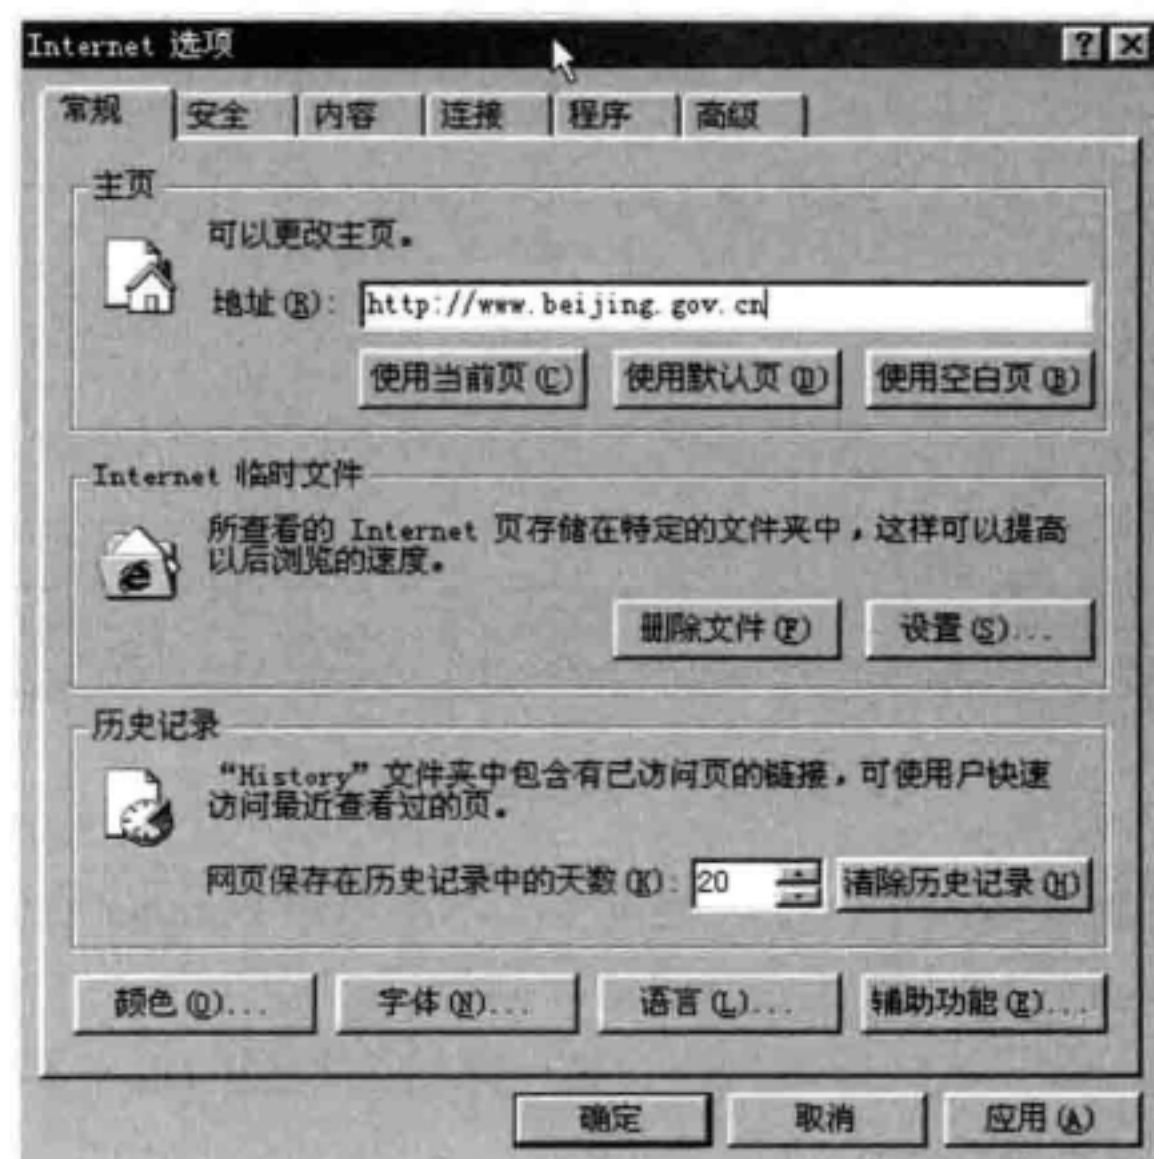 Internet 选项
常规 安全 内容 连接 程序 高级
主页
可以更改主页。
地址(R): http://www.beijing.gov.cn
使用当前页(C) 使用默认页(D) 使用空白页(B)
Internet 临时文件
所查看的 Internet 页存储在特定的文件夹中，这样可以提高
以后浏览的速度。
删除文件(F) 设置(S)...
历史记录
“History”文件夹中包含有已访问页的链接，可使用户快速
访问最近查看过的页。
网页保存在历史记录中的天数(K): 20 清除历史记录(H)
颜色(O)... 字体(N)... 语言(L)... 辅助功能(E)...
确定 取消 应用(A)